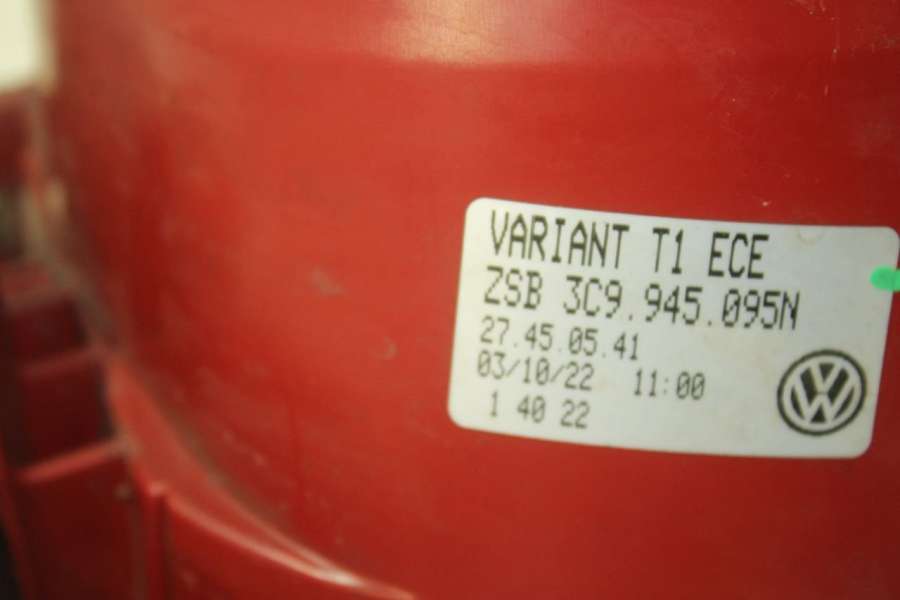 VARIANT T1 ECE
ZSB 3C9.945.095N
27.45.05.41
03/10/22 11:00
1 40 22
VW